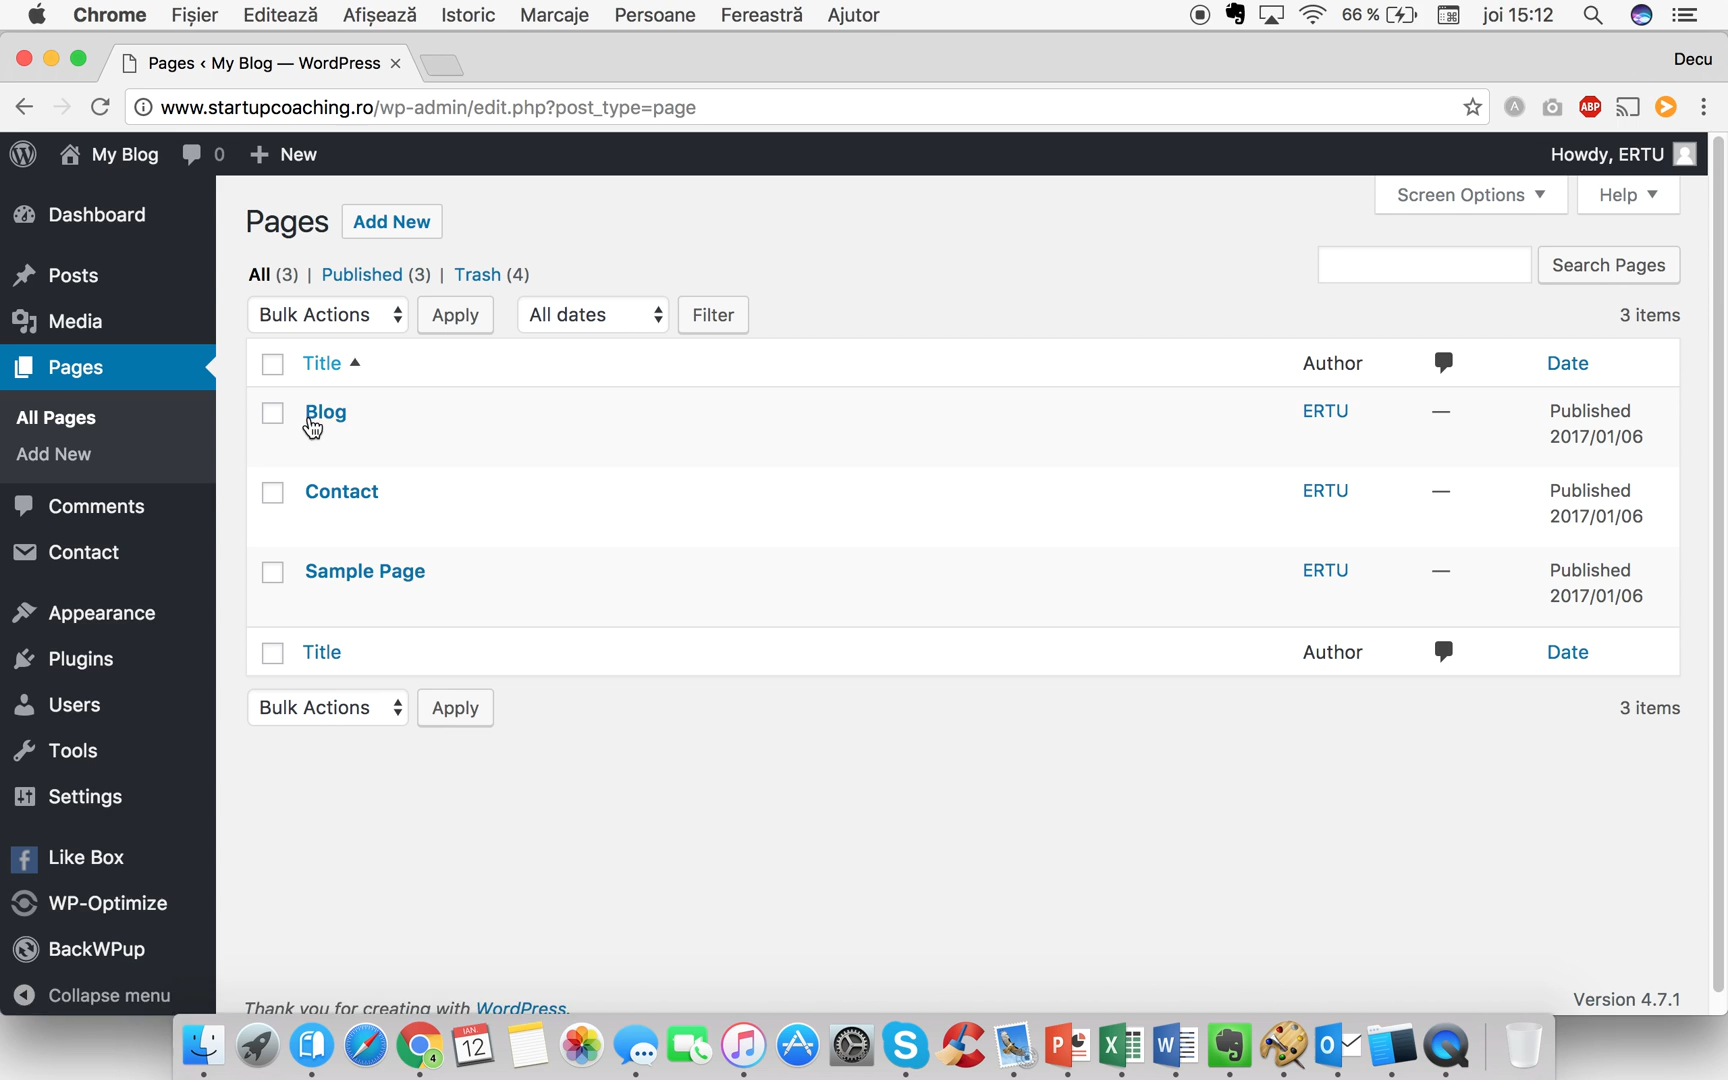 Chrome Fișier Editează Afișează Istoric Marcaje Persoane Fereastră Ajutor 66 % joi 15:12
Pages ‹ My Blog — WordPress × Decu
www.startupcoaching.ro/wp-admin/edit.php?post_type=page ABP
My Blog 0 + New Howdy, ERTU
Screen Options Help
Dashboard
Posts
Media
Pages
All Pages
Add New
Comments
Contact
Appearance
Plugins
Users
Tools
Settings
Like Box
WP-Optimize
BackWPup
Collapse menu
Pages Add New
All (3) | Published (3) | Trash (4)
Search Pages
Bulk Actions Apply All dates Filter 3 items
Title Author Date
Blog ERTU — Published
2017/01/06
Contact ERTU — Published
2017/01/06
Sample Page ERTU — Published
2017/01/06
Title Author Date
Bulk Actions Apply 3 items
Thank you for creating with WordPress. Version 4.7.1
4 IAN. 12 P X W O